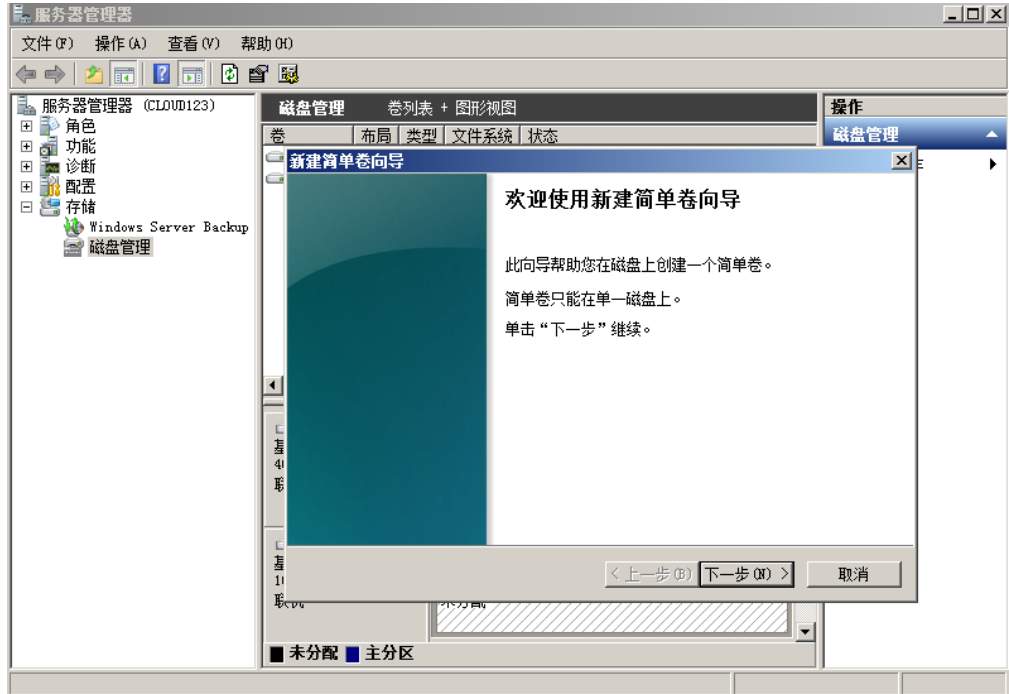 服务器管理器
文件(F) 操作(A) 查看(V) 帮助(H)
服务器管理器 (CLOUD123)
角色
功能
诊断
配置
存储
Windows Server Backup
磁盘管理
磁盘管理 卷列表 + 图形视图
卷 布局 类型 文件系统 状态
操作
磁盘管理
新建简单卷向导
欢迎使用新建简单卷向导
此向导帮助您在磁盘上创建一个简单卷。
简单卷只能在单一磁盘上。
单击“下一步”继续。
< 上一步(B) 下一步(N) > 取消
未分配 主分区